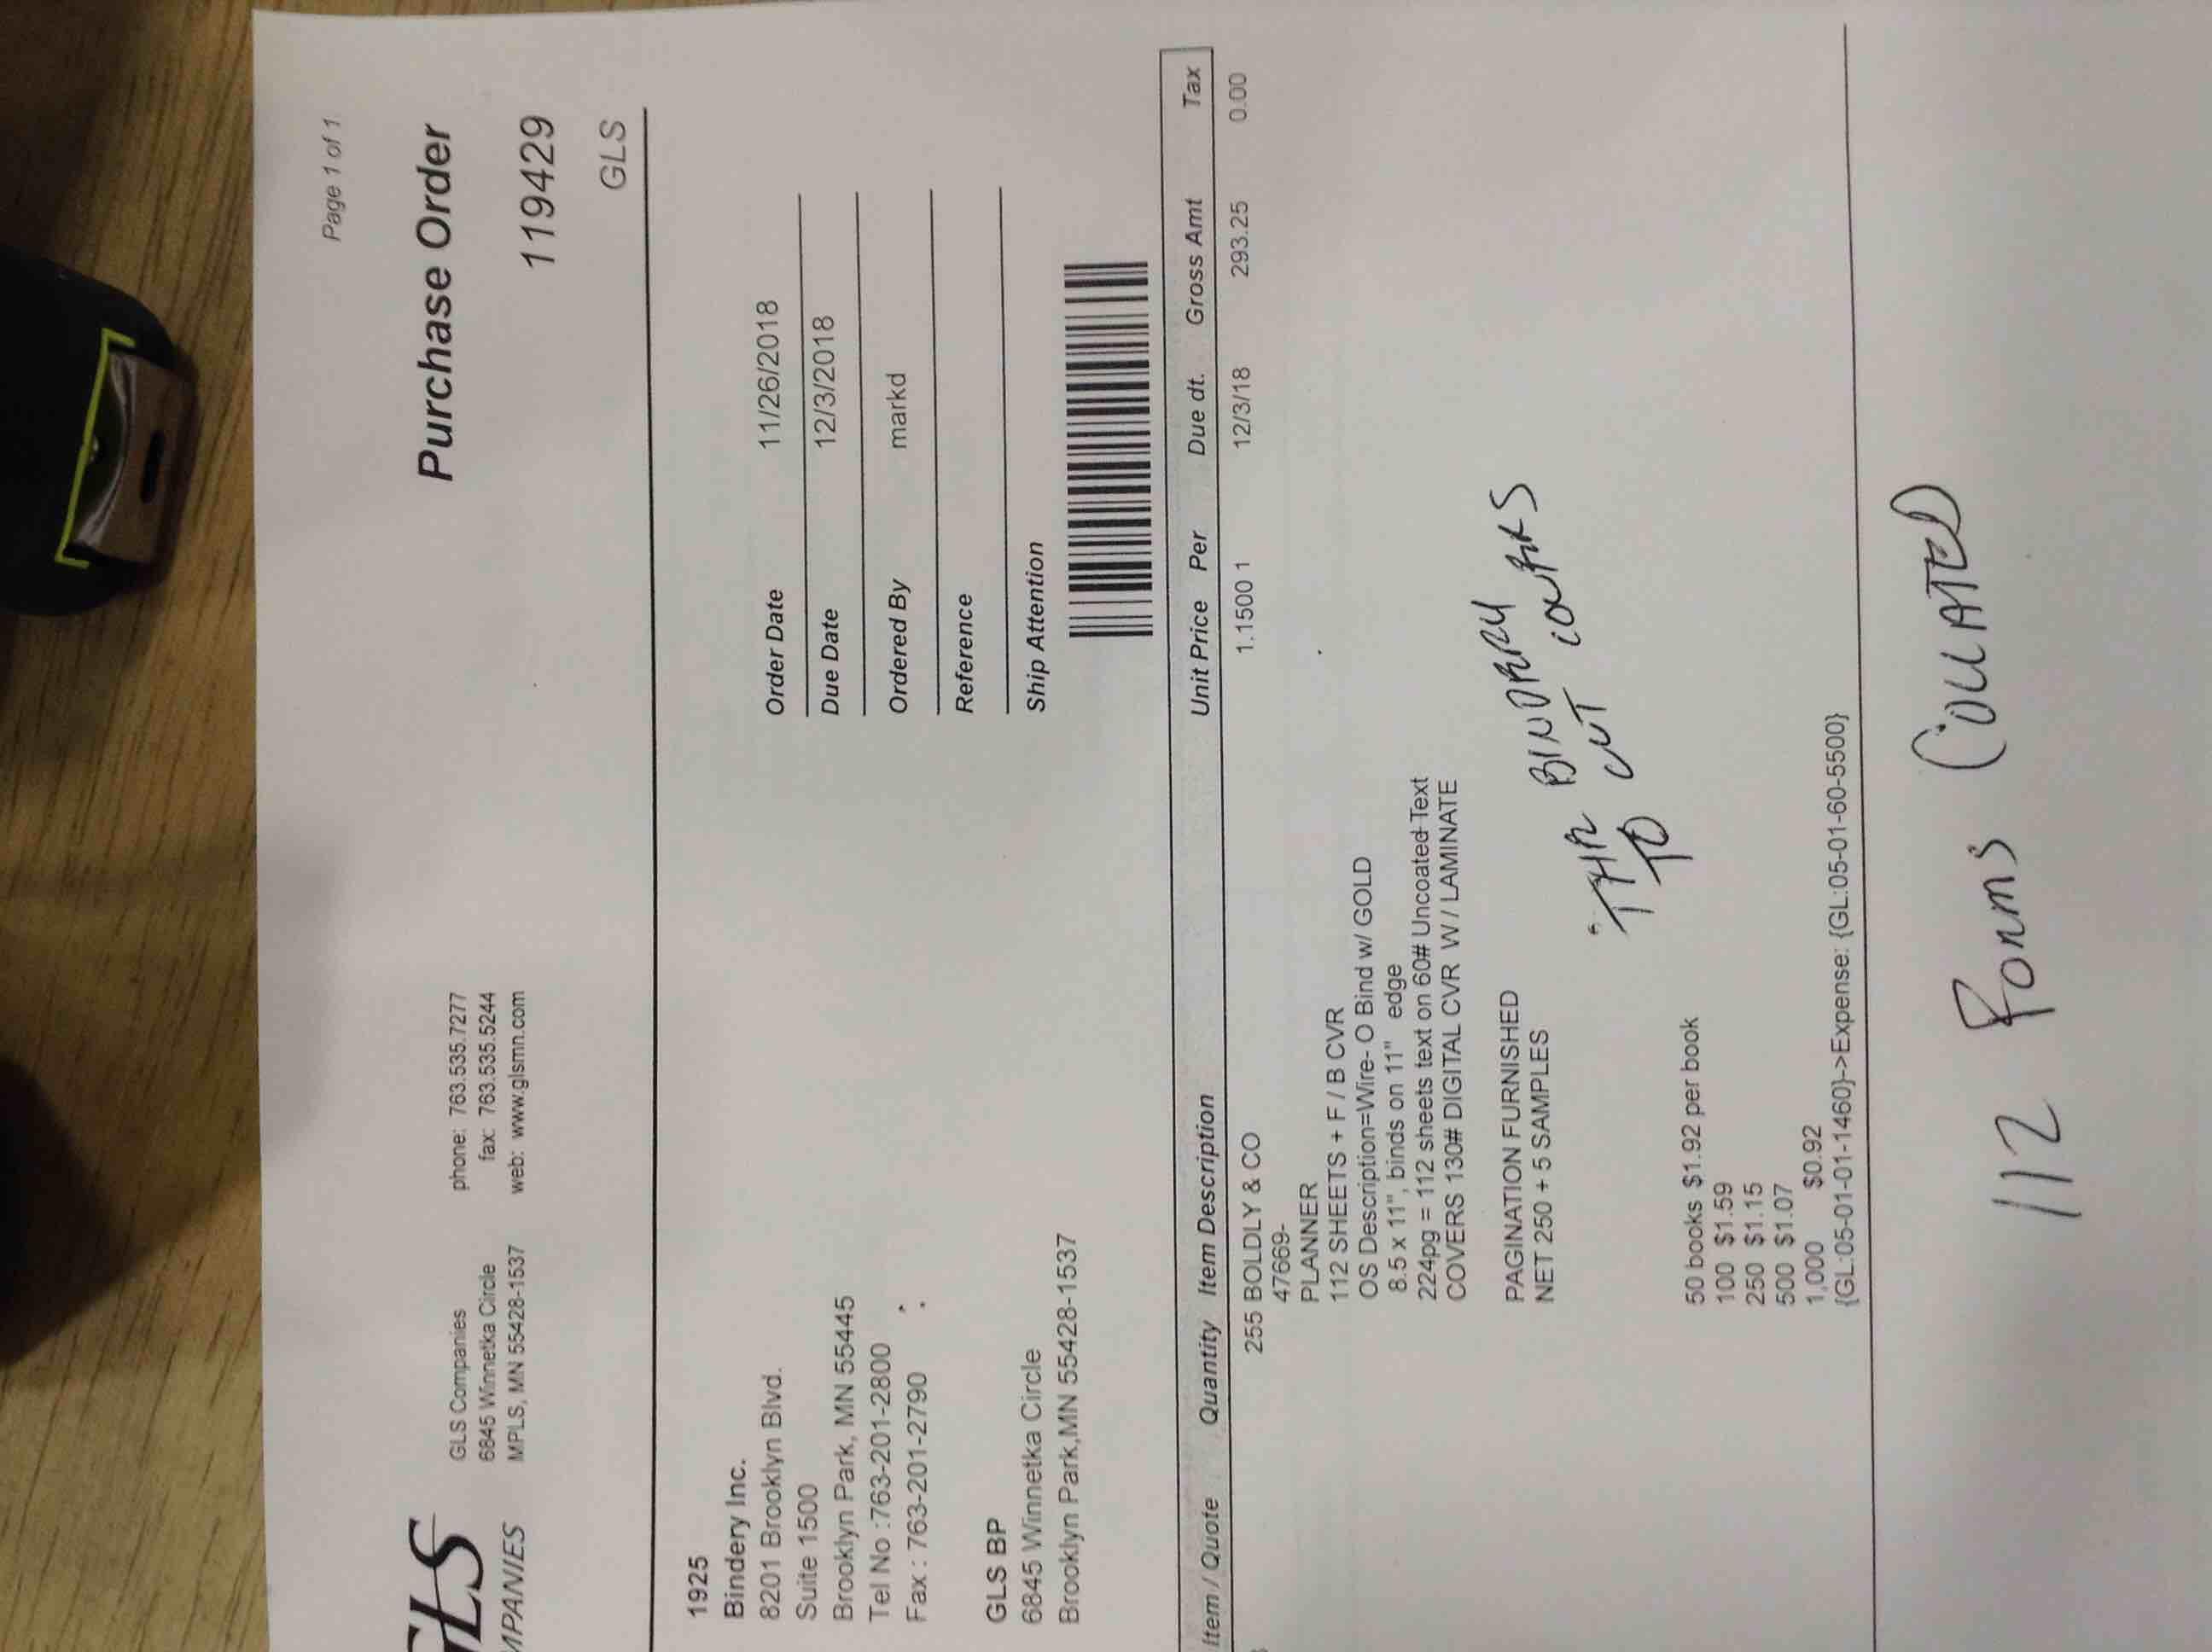 Page 1 of 1
GLS
MPANIES
GLS Companies
6845 Winnetka Circle
MPLS, MN 55428-1537
phone: 763.535.7277
fax: 763.535.5244
web: www.glsmn.com
Purchase Order
119429
GLS
1925
Bindery Inc.
8201 Brooklyn Blvd.
Suite 1500
Brooklyn Park, MN 55445
Tel No :763-201-2800
Fax : 763-201-2790
GLS BP
6845 Winnetka Circle
Brooklyn Park,MN 55428-1537
Order Date 11/26/2018
Due Date 12/3/2018
Ordered By markd
Reference
Ship Attention
Item / Quote Quantity Item Description Unit Price Per Due dt. Gross Amt Tax
255 BOLDLY & CO 1.1500 1 12/3/18 293.25 0.00
47669-
PLANNER
112 SHEETS + F / B CVR
OS Description=Wire- O Bind w/ GOLD
8.5 x 11", binds on 11" edge
224pg = 112 sheets text on 60# Uncoated Text
COVERS 130# DIGITAL CVR W / LAMINATE
PAGINATION FURNISHED
NET 250 + 5 SAMPLES
THR BINDERY
TO CUT COVERS
50 books $1.92 per book
100 $1.59
250 $1.15
500 $1.07
1,000 $0.92
{GL:05-01-01-1460}->Expense: {GL:05-01-60-5500}
112 Forms COLLATED